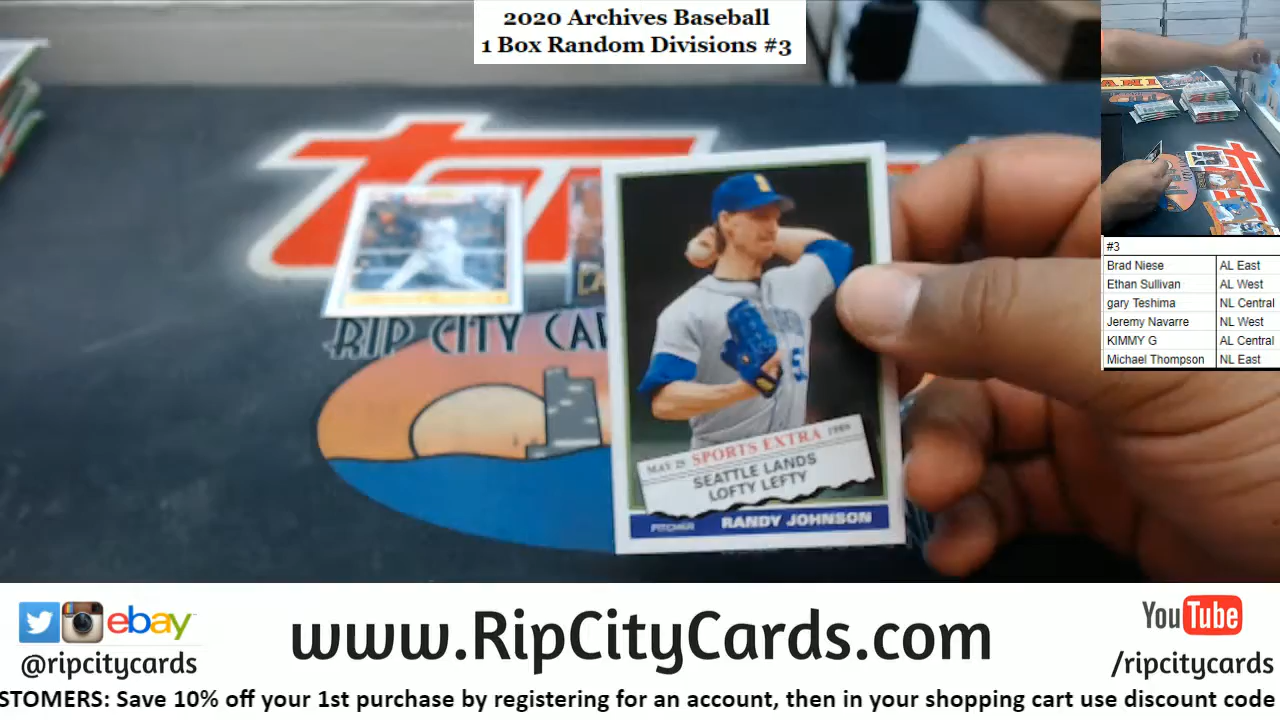 2020 Archives Baseball
1 Box Random Divisions #3
RIP CITY CA
MAY 25 SPORTS EXTRA 1989
SEATTLE LANDS
LOFTY LEFTY
PITCHER RANDY JOHNSON
#3
Brad Niese AL East
Ethan Sullivan AL West
gary Teshima NL Central
Jeremy Navarre NL West
KIMMY G AL Central
Michael Thompson NL East
ebay
@ripcitycards
www.RipCityCards.com
YouTube
/ripcitycards
STOMERS: Save 10% off your 1st purchase by registering for an account, then in your shopping cart use discount code